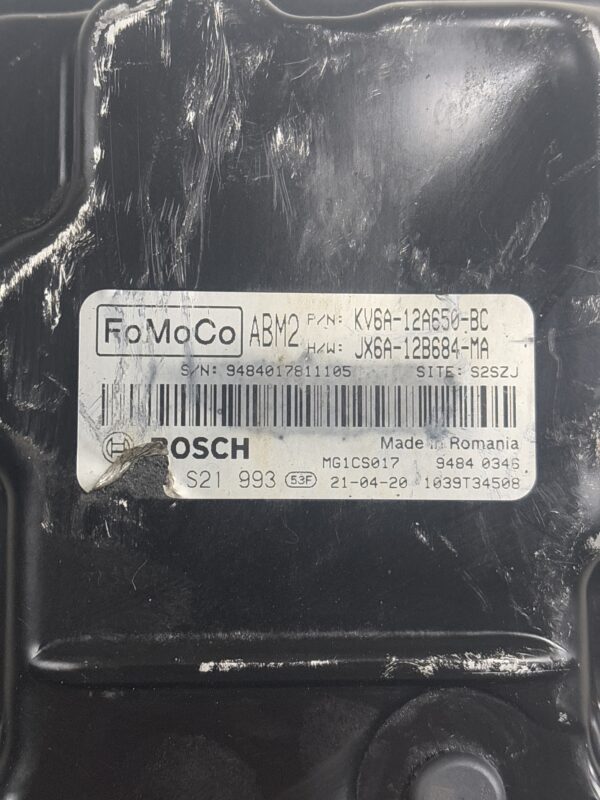 FoMoCo ABM2 P/N: KV6A-12A650-BC
H/W: JX6A-12B684-MA
S/N: 9484017811105 SITE: S2SZJ
BOSCH Made in Romania
MG1CS017 9484 0346
S21 993 53F 21-04-20 1039T34508